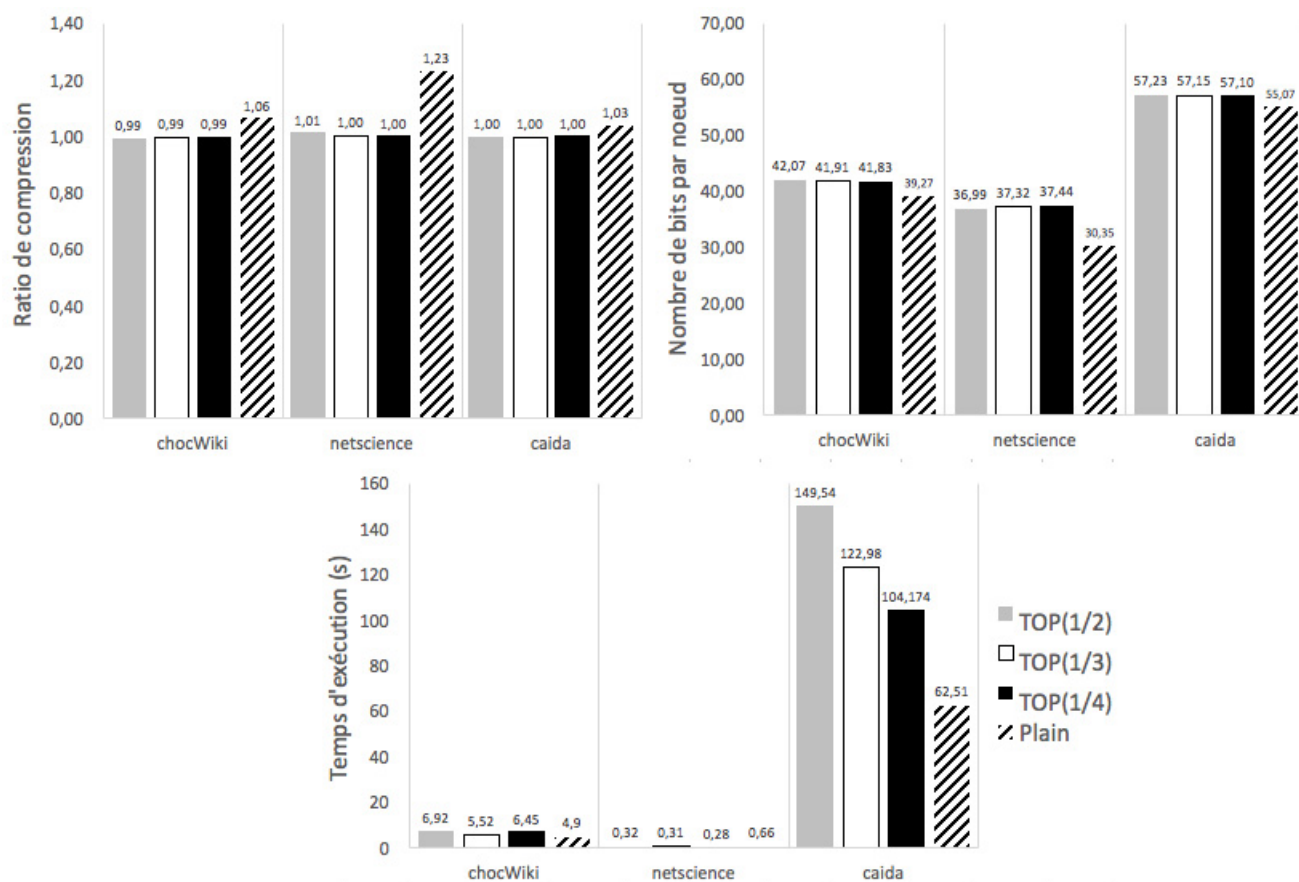 Ratio de compression
1,40
1,20
1,00
0,80
0,60
0,40
0,20
0,00
0,99 0,99 0,99 1,06
1,01 1,00 1,00 1,23
1,00 1,00 1,00 1,03
chocWiki netscience caida
Nombre de bits par noeud
70,00
60,00
50,00
40,00
30,00
20,00
10,00
0,00
42,07 41,91 41,83 39,27
36,99 37,32 37,44 30,35
57,23 57,15 57,10 55,07
chocWiki netscience caida
Temps d'exécution (s)
160
140
120
100
80
60
40
20
0
6,92 5,52 6,45 4,9
0,32 0,31 0,28 0,66
149,54 122,98 104,174 62,51
chocWiki netscience caida
TOP(1/2)
TOP(1/3)
TOP(1/4)
Plain